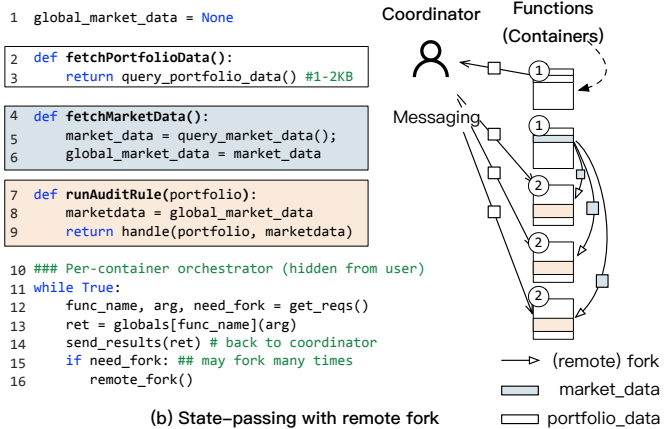 1 global_market_data = None
2 def fetchPortfolioData():
3 return query_portfolio_data() #1-2KB
4 def fetchMarketData():
5 market_data = query_market_data();
6 global_market_data = market_data
7 def runAuditRule(portfolio):
8 marketdata = global_market_data
9 return handle(portfolio, marketdata)
10 ### Per-container orchestrator (hidden from user)
11 while True:
12 func_name, arg, need_fork = get_reqs()
13 ret = globals[func_name](arg)
14 send_results(ret) # back to coordinator
15 if need_fork: ## may fork many times
16 remote_fork()
Coordinator
Functions
(Containers)
Messaging
1
1
2
2
2
(remote) fork
market_data
portfolio_data
(b) State-passing with remote fork